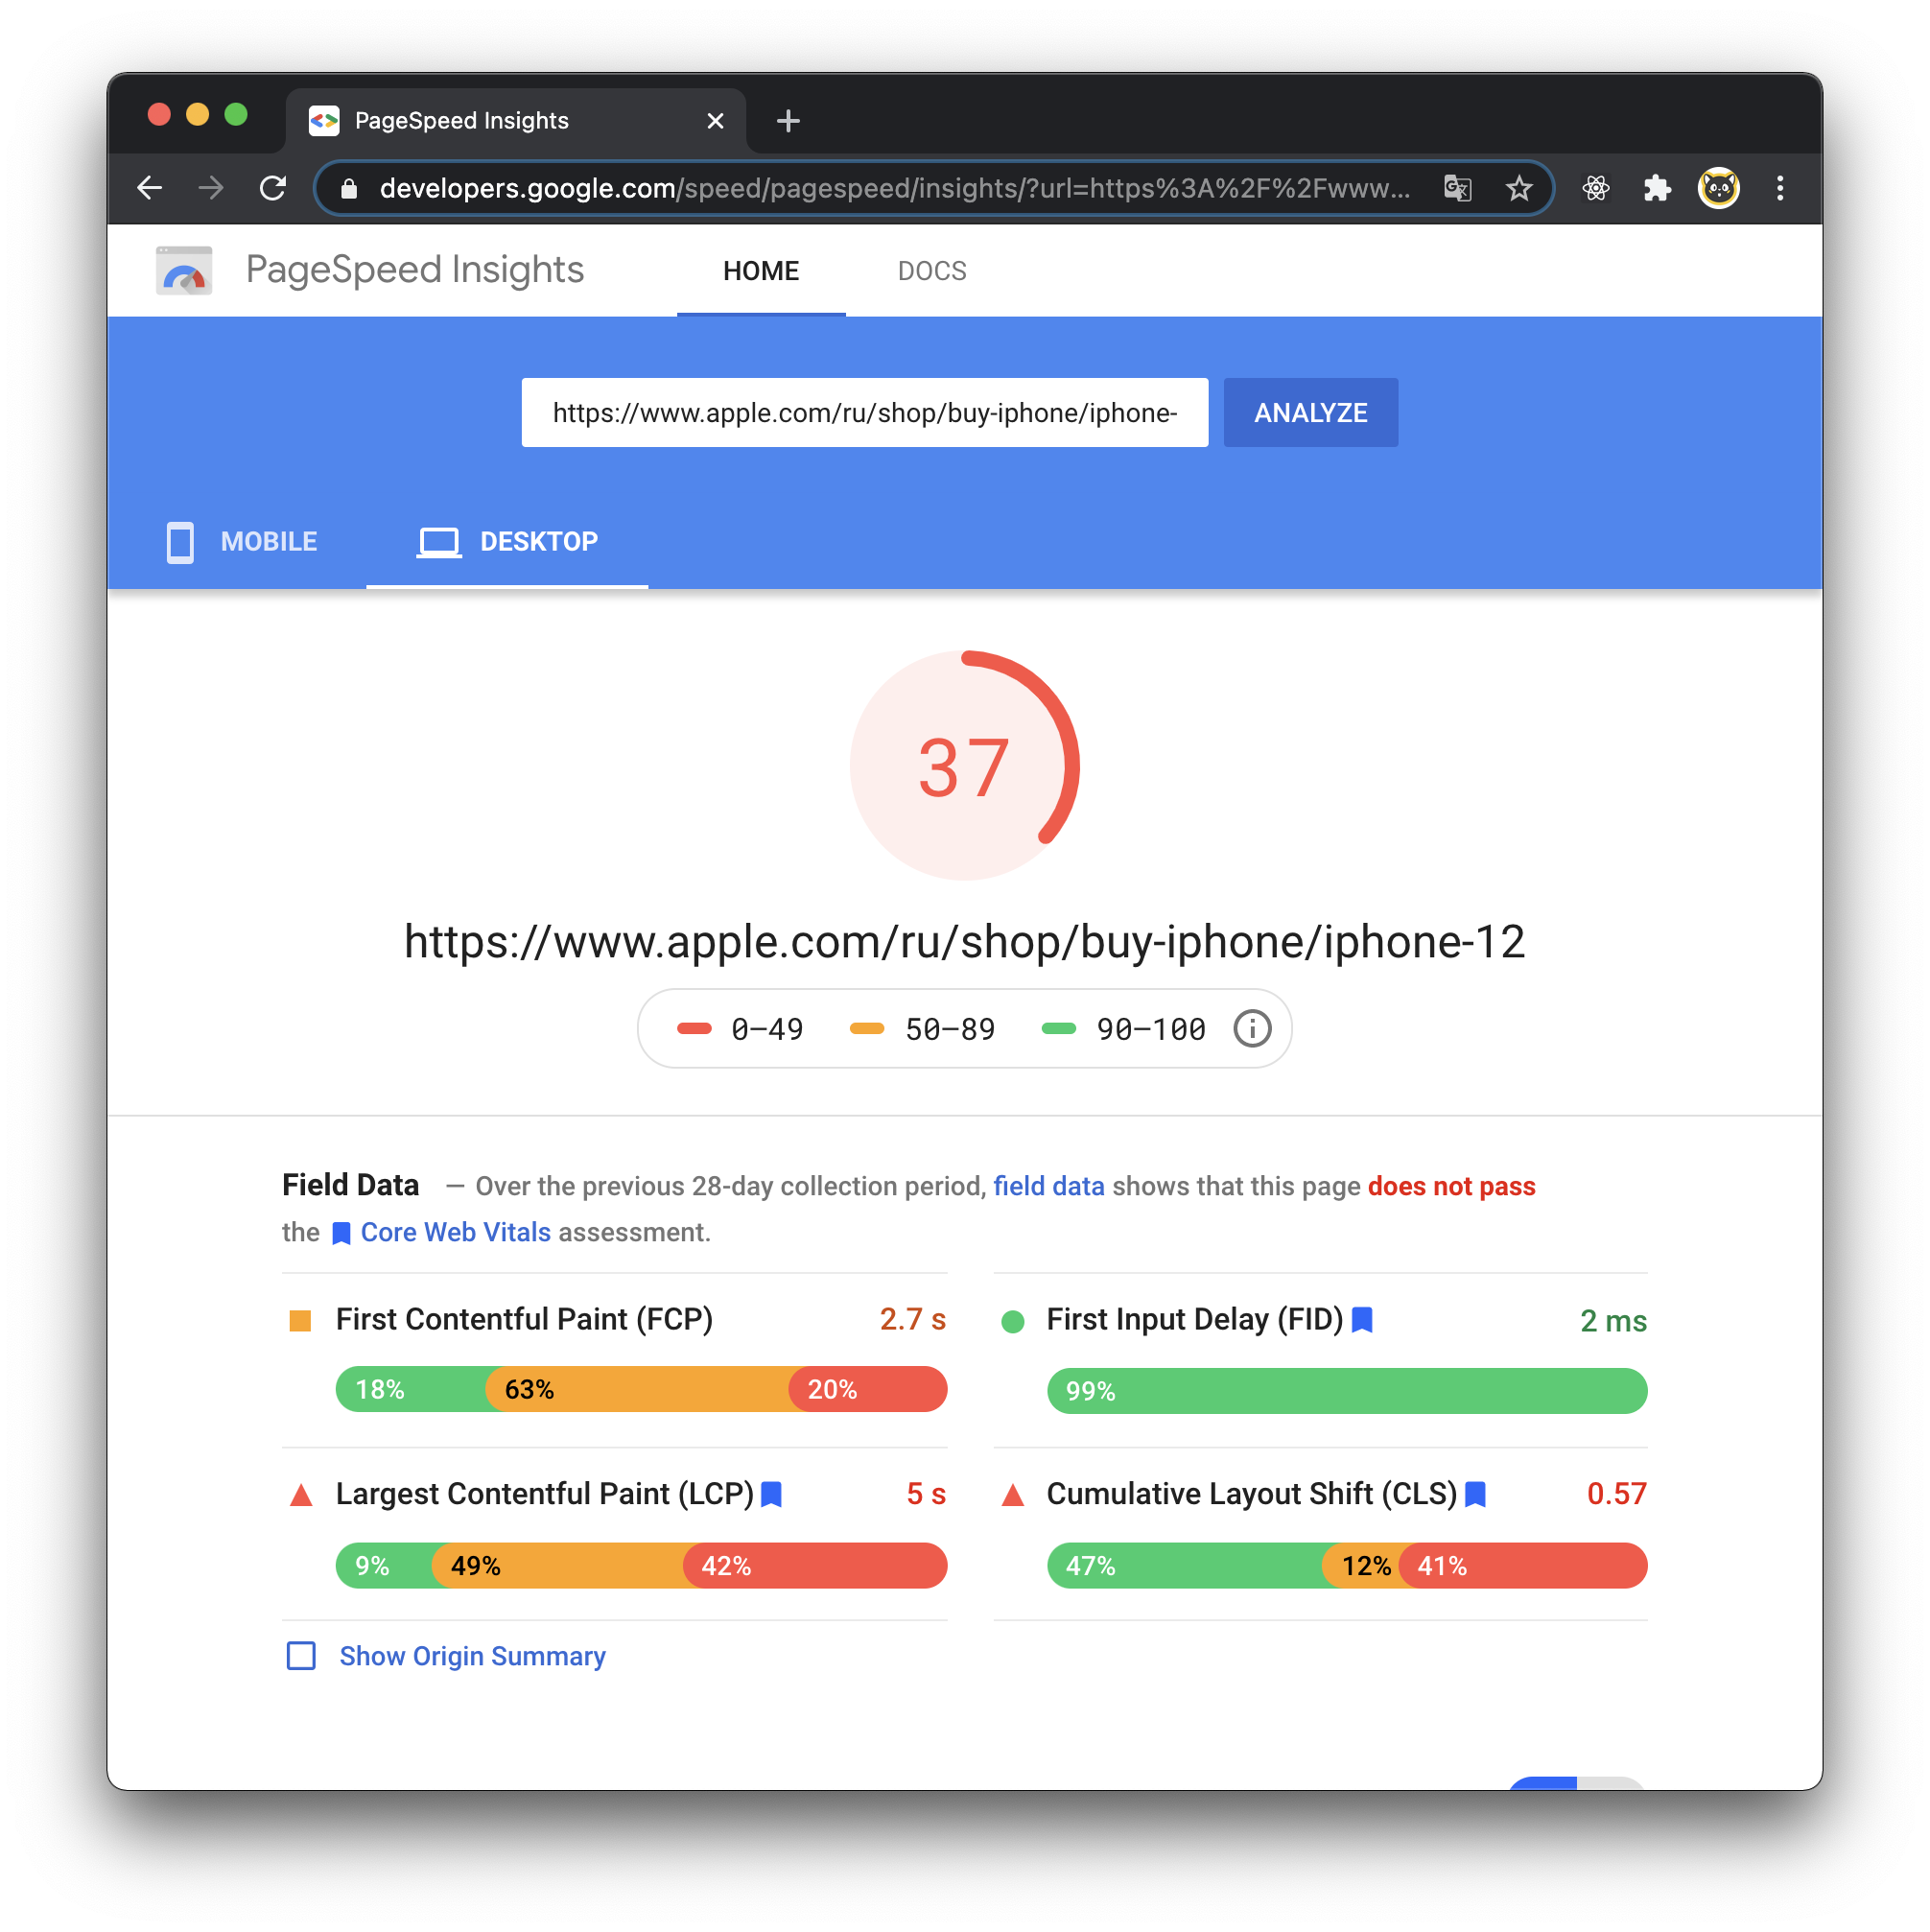 PageSpeed Insights
developers.google.com/speed/pagespeed/insights/?url=https%3A%2F%2Fwww...
PageSpeed Insights HOME DOCS
https://www.apple.com/ru/shop/buy-iphone/iphone- ANALYZE
MOBILE DESKTOP
37
https://www.apple.com/ru/shop/buy-iphone/iphone-12
0–49 50–89 90–100
Field Data — Over the previous 28-day collection period, field data shows that this page does not pass
the Core Web Vitals assessment.
First Contentful Paint (FCP) 2.7 s
18% 63% 20%
First Input Delay (FID) 2 ms
99%
Largest Contentful Paint (LCP) 5 s
9% 49% 42%
Cumulative Layout Shift (CLS) 0.57
47% 12% 41%
Show Origin Summary